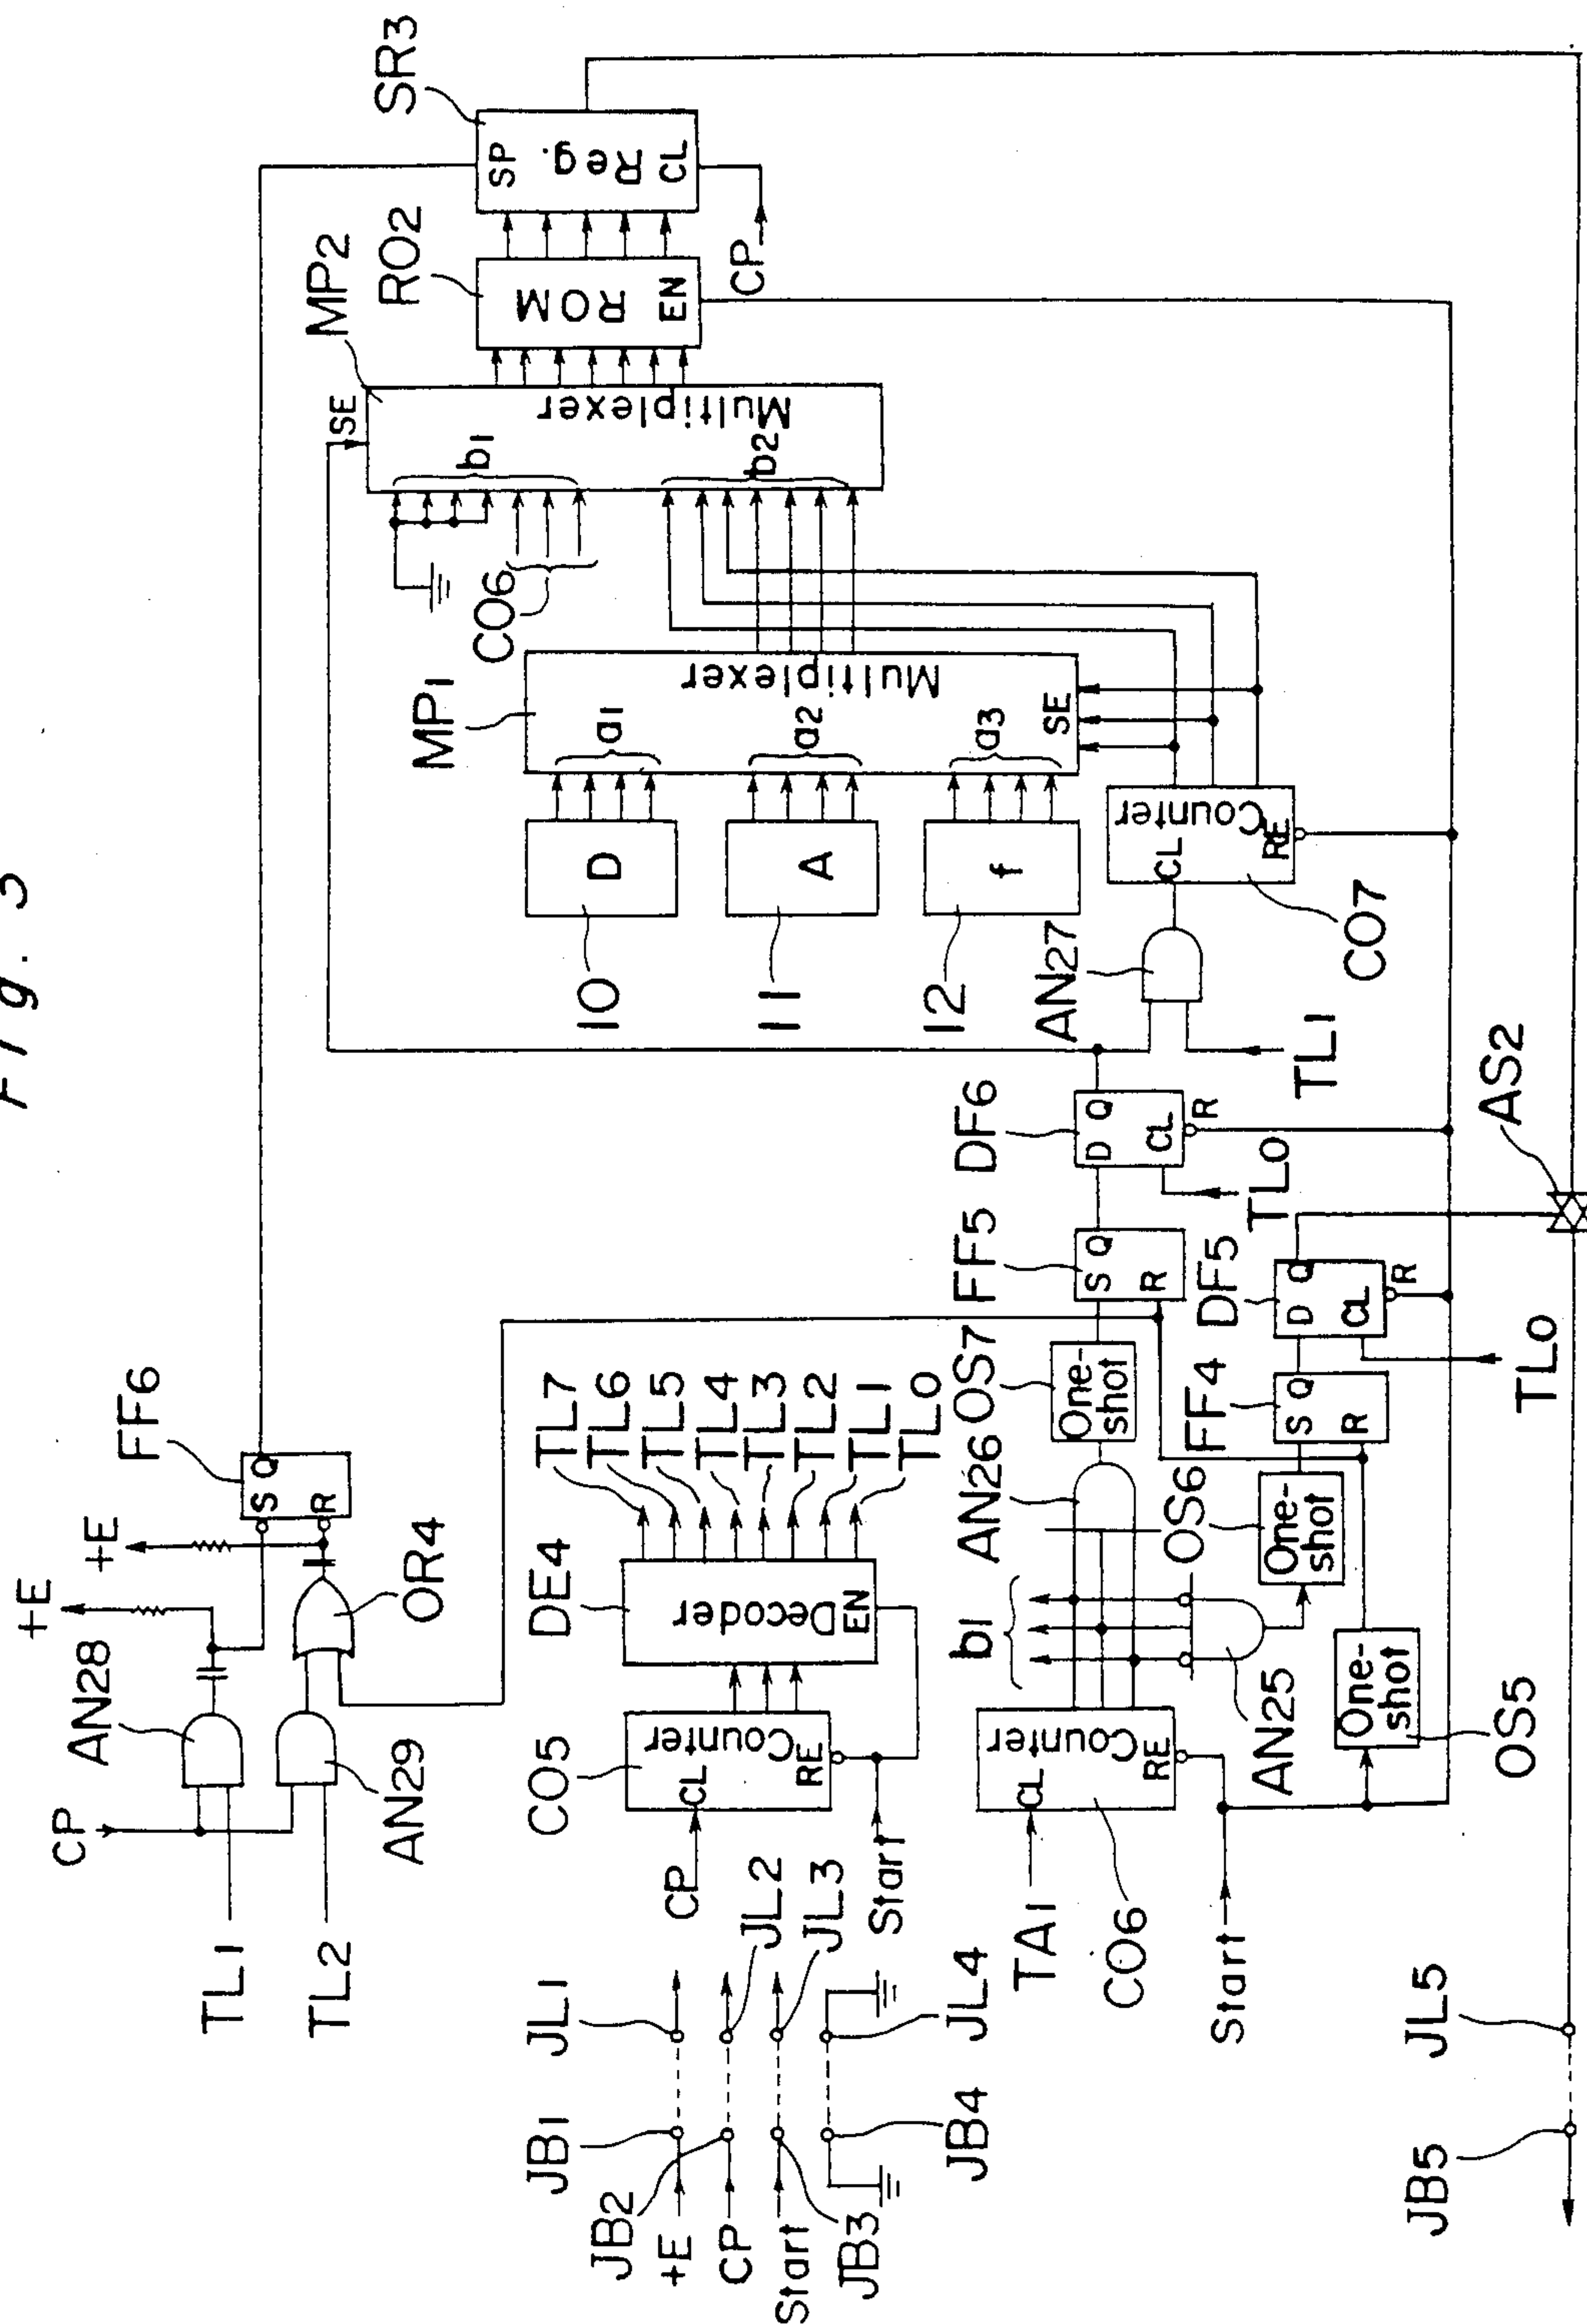 Fig. 5
SR3
SP Reg. CL
RO2
ROM EN
CP
MP2
SE
Multiplexer
b1
b2
CO6
MP1
Multiplexer
a1
a2
a3
SE
D
A
f
10
11
12
Counter
CL
RE
CO7
AN27
TL1
DF6
D Q
CL
R
TL0
AS2
FF5
S Q
R
DF5
D Q
CL
R
TL0
FF4
S Q
R
OS7
One-shot
AN26
OS6
One-shot
b1
AN25
One-shot
OS5
Counter
CL
RE
TA1
CO6
Start
FF6
S Q
R
+E
+E
OR4
AN28
AN29
CP
TL1
TL2
TL7
TL6
TL5
TL4
TL3
TL2
TL1
TL0
DE4
Decoder
EN
CO5
Counter
CL
RE
CP
Start
JL1
JL2
JL3
JL4
JB1
JB2
+E
CP
Start
JB3
JB4
JL5
JB5